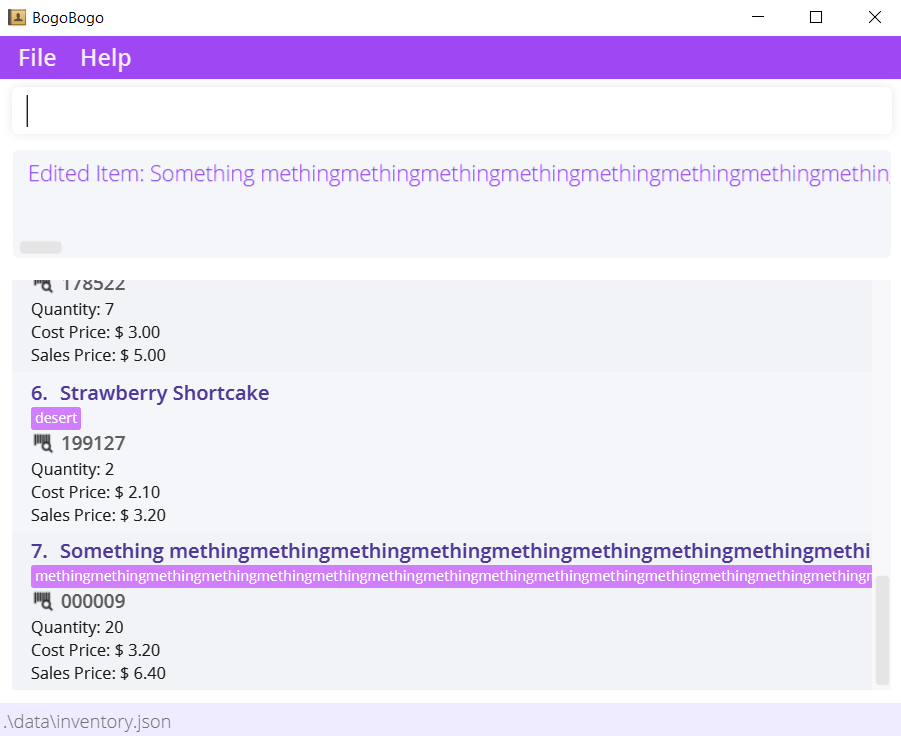 BogoBogo
File Help
Edited Item: Something methingmethingmethingmethingmethingmethingmethingmething
178522
Quantity: 7
Cost Price: $ 3.00
Sales Price: $ 5.00
6. Strawberry Shortcake
desert
199127
Quantity: 2
Cost Price: $ 2.10
Sales Price: $ 3.20
7. Something methingmethingmethingmethingmethingmethingmethingmethingmethi
methingmethingmethingmethingmethingmethingmethingmethingmethingmethingmethingmethingmethingmethingmethingm
000009
Quantity: 20
Cost Price: $ 3.20
Sales Price: $ 6.40
.\data\inventory.json